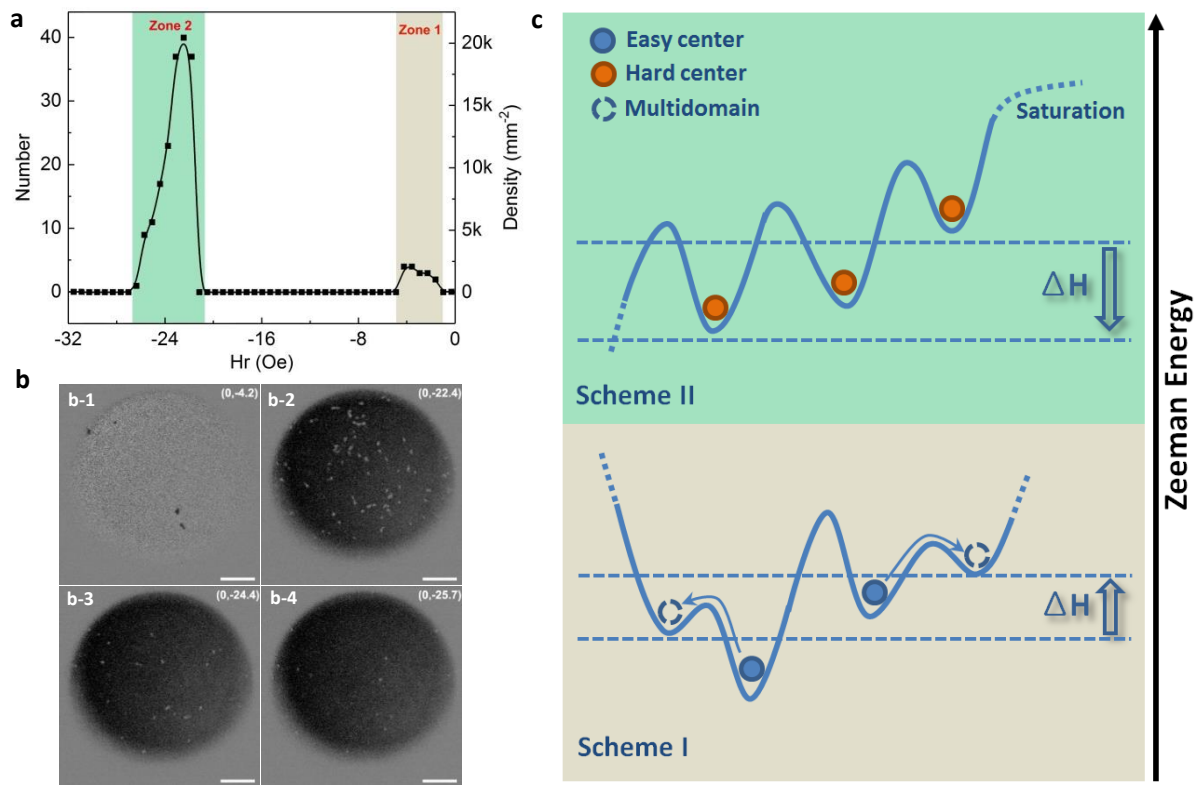 a
Zone 2
Zone 1
40
30
20
10
0
Number
20k
15k
10k
5k
0
Density (mm⁻²)
-32
-24
-16
-8
0
Hr (Oe)
b
b-1
(0,-4.2)
b-2
(0,-22.4)
b-3
(0,-24.4)
b-4
(0,-25.7)
c
Easy center
Hard center
Multidomain
Saturation
ΔH
Scheme II
ΔH
Scheme I
Zeeman Energy